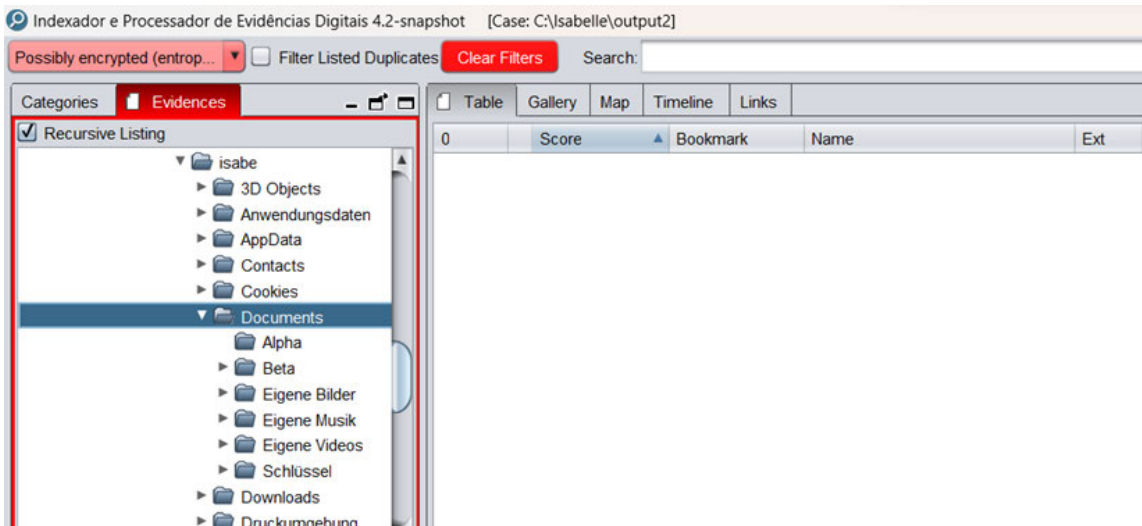 Indexador e Processador de Evidências Digitais 4.2-snapshot [Case: C:\Isabelle\output2]
Possibly encrypted (entrop... Filter Listed Duplicates Clear Filters Search:
Categories Evidences Table Gallery Map Timeline Links
Recursive Listing
0 Score Bookmark Name Ext
isabe
3D Objects
Anwendungsdaten
AppData
Contacts
Cookies
Documents
Alpha
Beta
Eigene Bilder
Eigene Musik
Eigene Videos
Schlüssel
Downloads
Druckumgebung